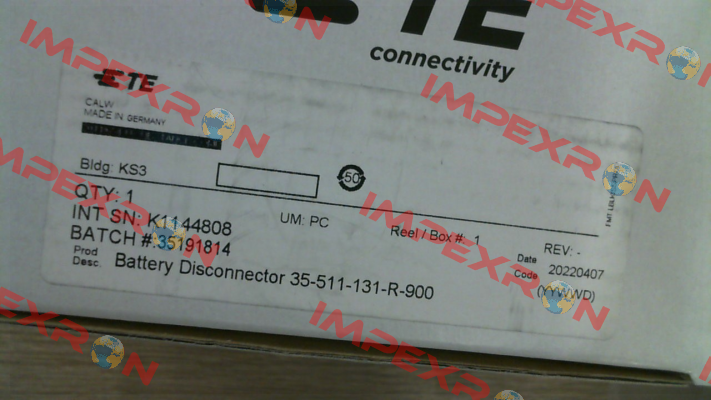 TE
connectivity
TE
CALW
MADE IN GERMANY
Bldg: KS3
50
QTY: 1
UM: PC
Reel / Box #: 1
REV: -
INT SN: K1144808
BATCH #:35191814
Date Code 20220407
(YYWWD)
Prod Desc. Battery Disconnector 35-511-131-R-900
IMPEXRON
IMPEXRON
IMPEXRON
IMPEXRON
IMPEXRON
IMPEXRON
IMPEXRON